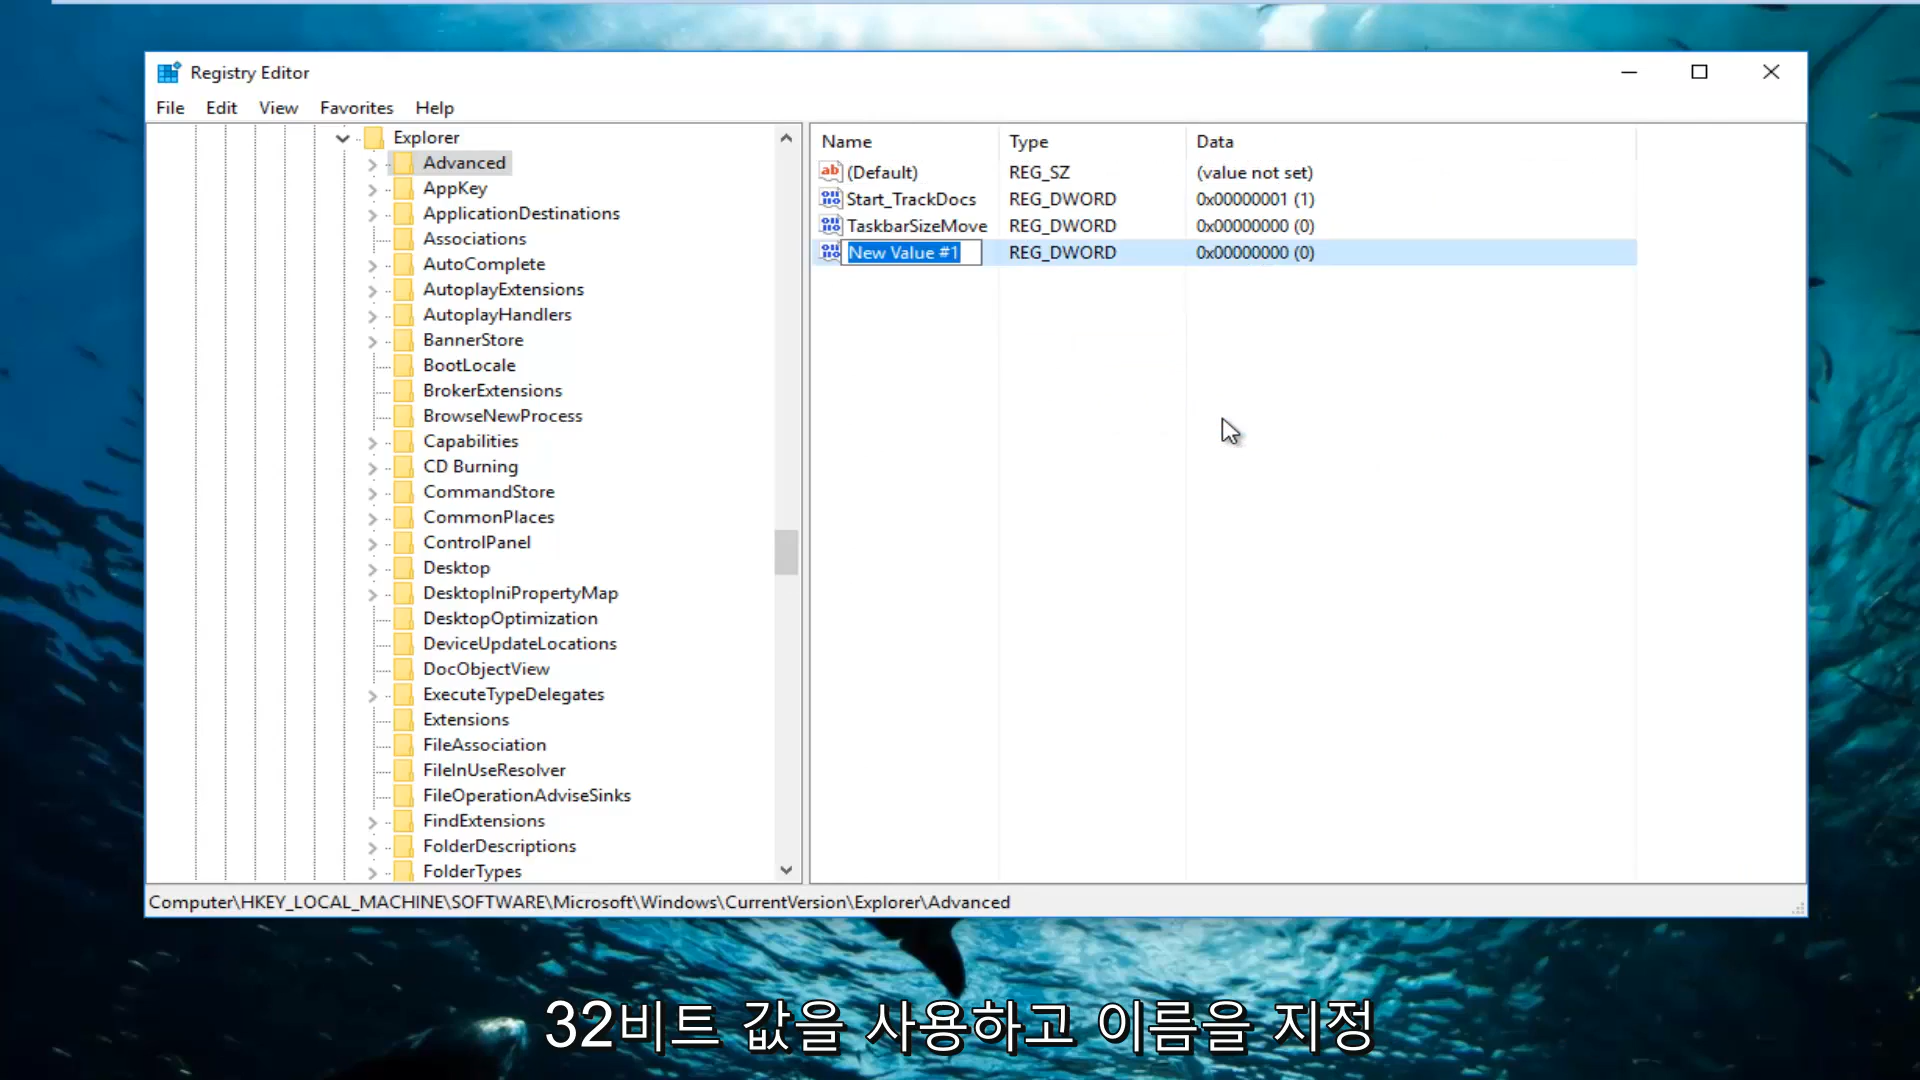 Registry Editor
File Edit View Favorites Help
Explorer
Advanced
AppKey
ApplicationDestinations
Associations
AutoComplete
AutoplayExtensions
AutoplayHandlers
BannerStore
BootLocale
BrokerExtensions
BrowseNewProcess
Capabilities
CD Burning
CommandStore
CommonPlaces
ControlPanel
Desktop
DesktopIniPropertyMap
DesktopOptimization
DeviceUpdateLocations
DocObjectView
ExecuteTypeDelegates
Extensions
FileAssociation
FileInUseResolver
FileOperationAdviseSinks
FindExtensions
FolderDescriptions
FolderTypes
Name Type Data
(Default) REG_SZ (value not set)
Start_TrackDocs REG_DWORD 0x00000001 (1)
TaskbarSizeMove REG_DWORD 0x00000000 (0)
New Value #1 REG_DWORD 0x00000000 (0)
Computer\HKEY_LOCAL_MACHINE\SOFTWARE\Microsoft\Windows\CurrentVersion\Explorer\Advanced
32비트 값을 사용하고 이름을 지정